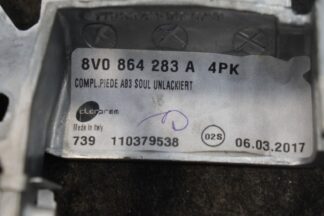 8V0 864 283 A 4PK
COMPL.PIEDE AB3 SOUL UNLACKIERT
Made in Italy
739 110379538
02S
06.03.2017